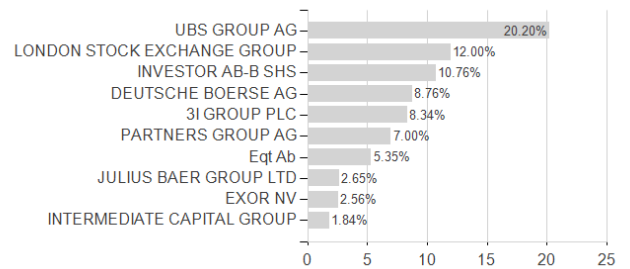 UBS GROUP AG 20.20%
LONDON STOCK EXCHANGE GROUP 12.00%
INVESTOR AB-B SHS 10.76%
DEUTSCHE BOERSE AG 8.76%
3I GROUP PLC 8.34%
PARTNERS GROUP AG 7.00%
Eqt Ab 5.35%
JULIUS BAER GROUP LTD 2.65%
EXOR NV 2.56%
INTERMEDIATE CAPITAL GROUP 1.84%
0 5 10 15 20 25